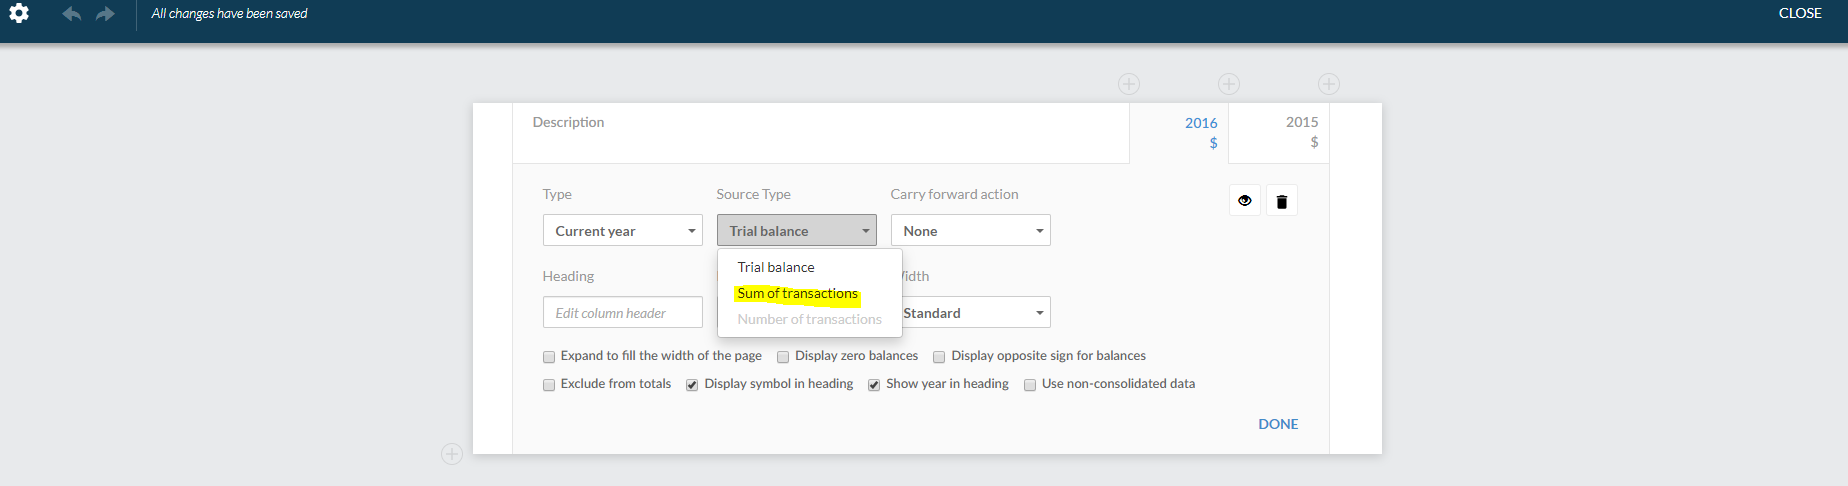 All changes have been saved
CLOSE
Description
2016
$
2015
$
Type
Source Type
Carry forward action
Current year
Trial balance
None
Trial balance
Sum of transactions
Number of transactions
Heading
Edit column header
Standard
Expand to fill the width of the page
Display zero balances
Display opposite sign for balances
Exclude from totals
Display symbol in heading
Show year in heading
Use non-consolidated data
DONE